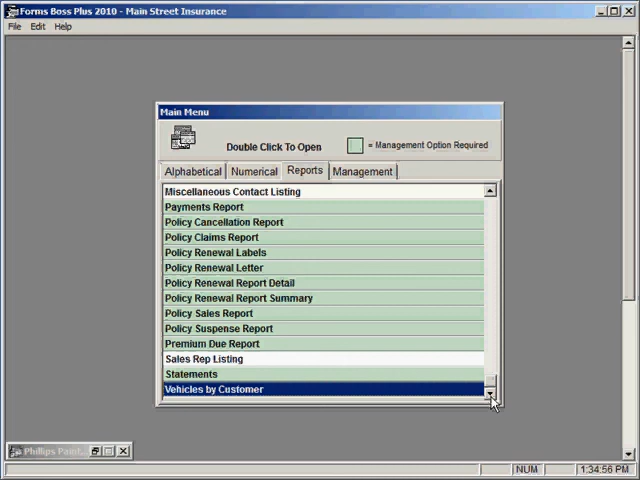 Forms Boss Plus 2010 - Main Street Insurance
File Edit Help
Main Menu
Double Click To Open
= Management Option Required
Alphabetical Numerical Reports Management
Miscellaneous Contact Listing
Payments Report
Policy Cancellation Report
Policy Claims Report
Policy Renewal Labels
Policy Renewal Letter
Policy Renewal Report Detail
Policy Renewal Report Summary
Policy Sales Report
Policy Suspense Report
Premium Due Report
Sales Rep Listing
Statements
Vehicles by Customer
Phillips Paint...
NUM 1:34:56 PM